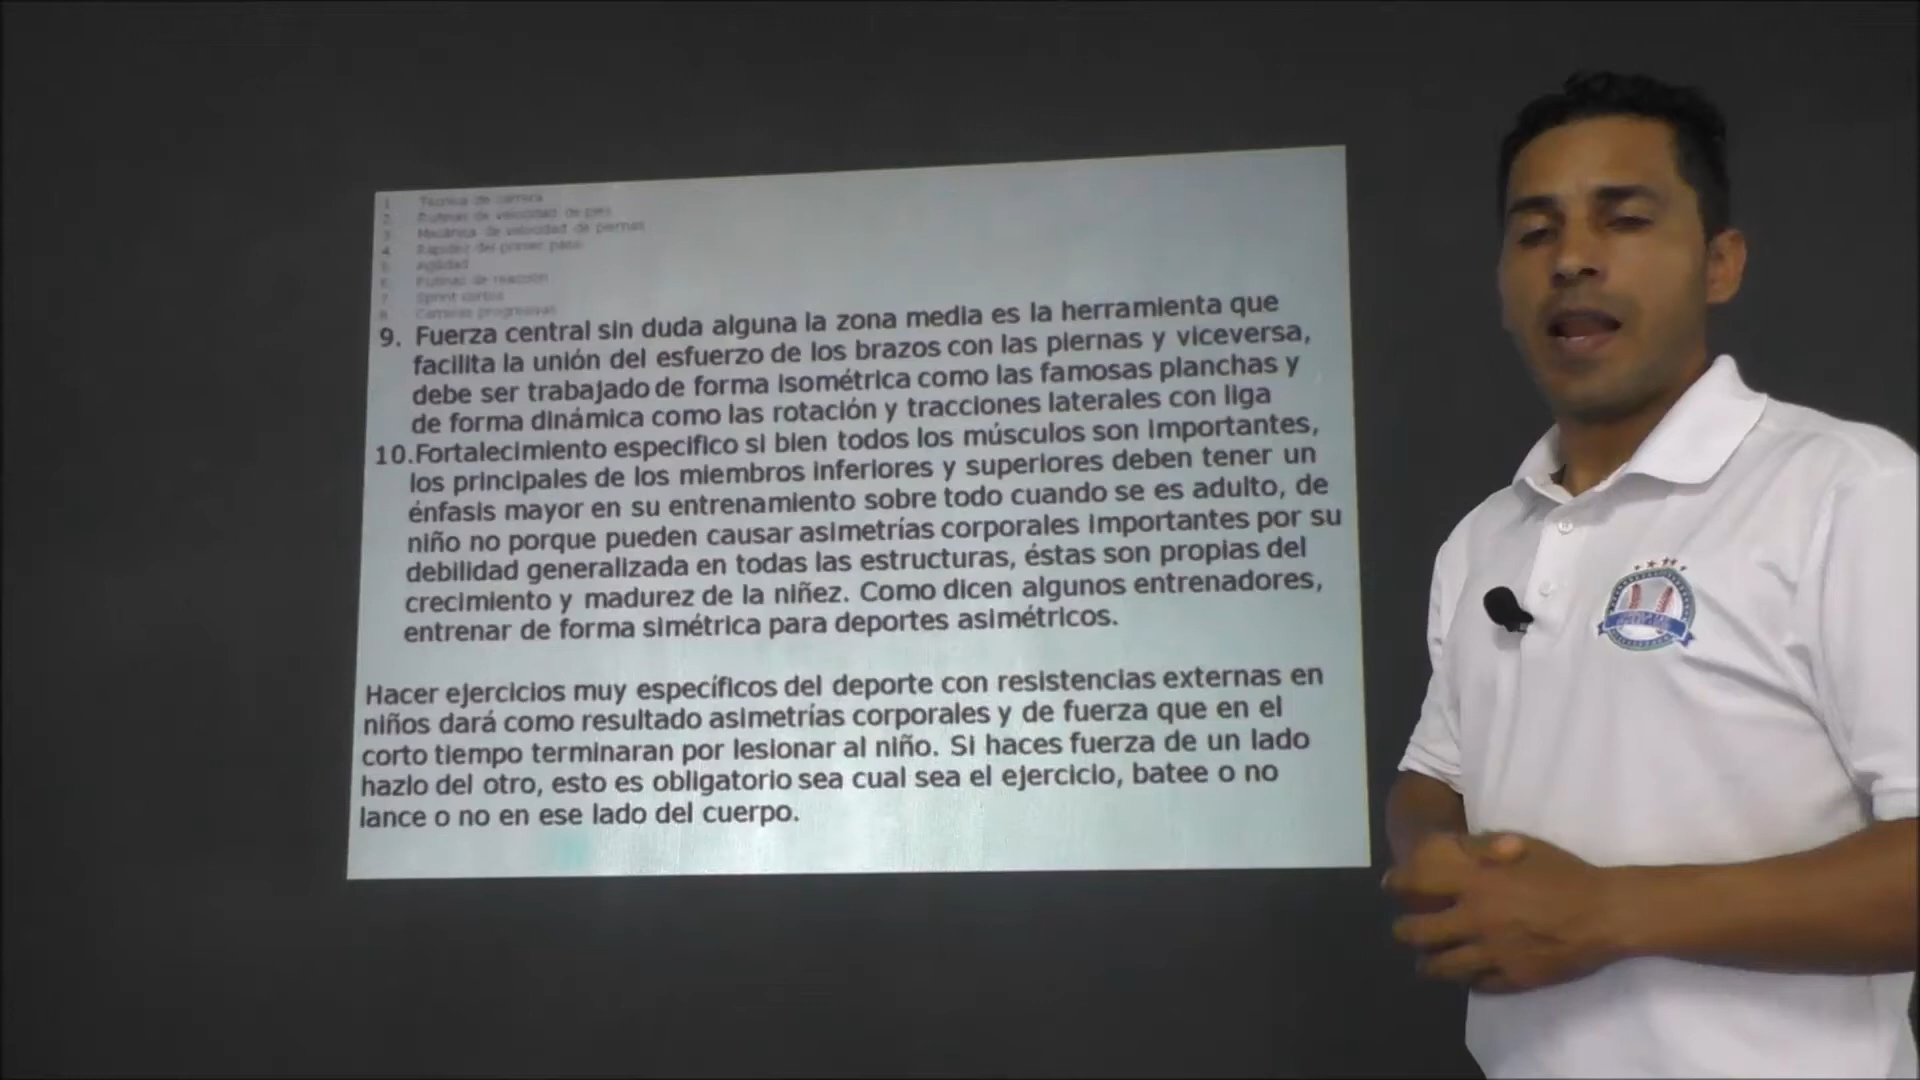 1. Técnica de carrera
2. Rutinas de velocidad de pies
3. Mecánica de velocidad de piernas
4. Rapidez del primer paso
5. Agilidad
6. Rutinas de reacción
7. Sprint cortos
8. Carreras progresivas
9. Fuerza central sin duda alguna la zona media es la herramienta que
facilita la unión del esfuerzo de los brazos con las piernas y viceversa,
debe ser trabajado de forma isométrica como las famosas planchas y
de forma dinámica como las rotación y tracciones laterales con liga
10.Fortalecimiento especifico si bien todos los músculos son importantes,
los principales de los miembros inferiores y superiores deben tener un
énfasis mayor en su entrenamiento sobre todo cuando se es adulto, de
niño no porque pueden causar asimetrías corporales importantes por su
debilidad generalizada en todas las estructuras, éstas son propias del
crecimiento y madurez de la niñez. Como dicen algunos entrenadores,
entrenar de forma simétrica para deportes asimétricos.
Hacer ejercicios muy específicos del deporte con resistencias externas en
niños dará como resultado asimetrías corporales y de fuerza que en el
corto tiempo terminaran por lesionar al niño. Si haces fuerza de un lado
hazlo del otro, esto es obligatorio sea cual sea el ejercicio, batee o no
lance o no en ese lado del cuerpo.